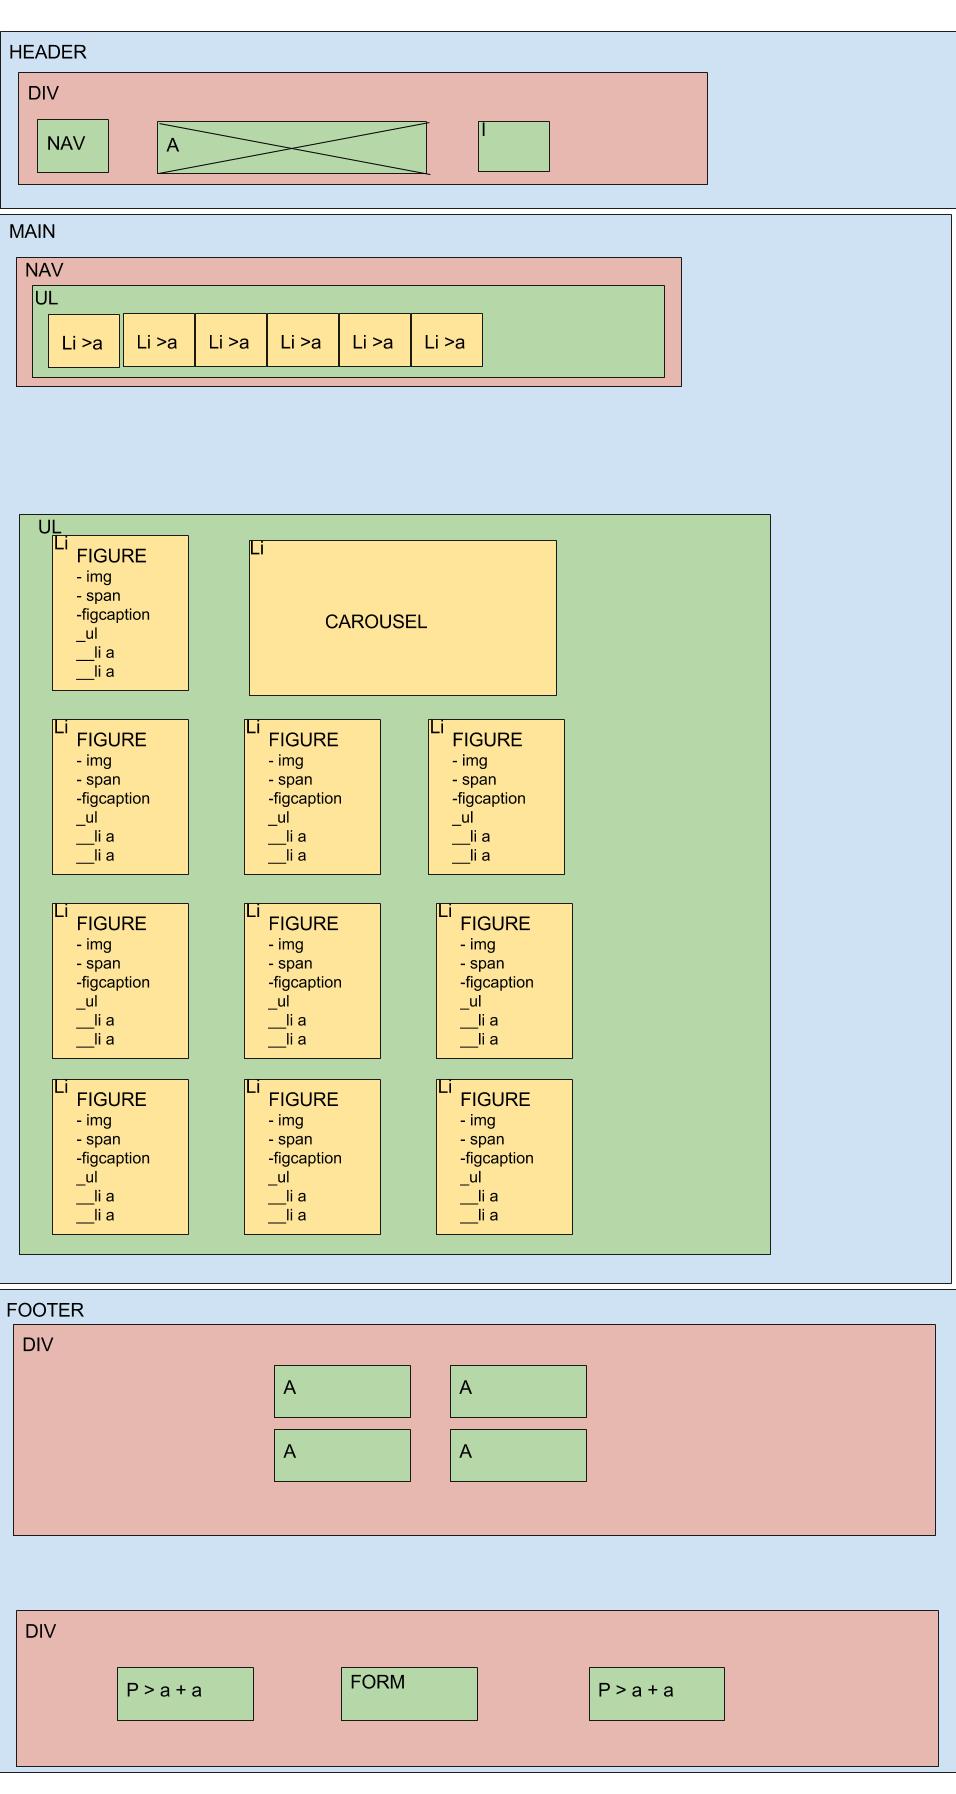 HEADER
DIV
NAV
A
I
MAIN
NAV
UL
Li >a
Li >a
Li >a
Li >a
Li >a
Li >a
UL
Li
FIGURE
- img
- span
-figcaption
_ul
__li a
__li a
Li
CAROUSEL
Li
FIGURE
- img
- span
-figcaption
_ul
__li a
__li a
Li
FIGURE
- img
- span
-figcaption
_ul
__li a
__li a
Li
FIGURE
- img
- span
-figcaption
_ul
__li a
__li a
Li
FIGURE
- img
- span
-figcaption
_ul
__li a
__li a
Li
FIGURE
- img
- span
-figcaption
_ul
__li a
__li a
Li
FIGURE
- img
- span
-figcaption
_ul
__li a
__li a
Li
FIGURE
- img
- span
-figcaption
_ul
__li a
__li a
Li
FIGURE
- img
- span
-figcaption
_ul
__li a
__li a
Li
FIGURE
- img
- span
-figcaption
_ul
__li a
__li a
FOOTER
DIV
A
A
A
A
DIV
P > a + a
FORM
P > a + a